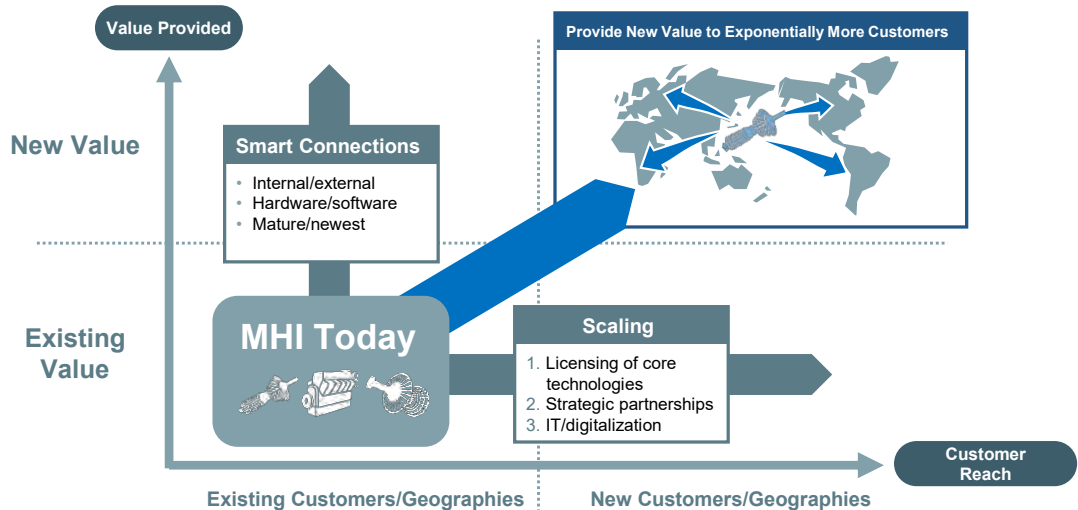 Value Provided
Provide New Value to Exponentially More Customers
New Value
Smart Connections
• Internal/external
• Hardware/software
• Mature/newest
Existing
Value
MHI Today
Scaling
1. Licensing of core
technologies
2. Strategic partnerships
3. IT/digitalization
Customer
Reach
Existing Customers/Geographies
New Customers/Geographies